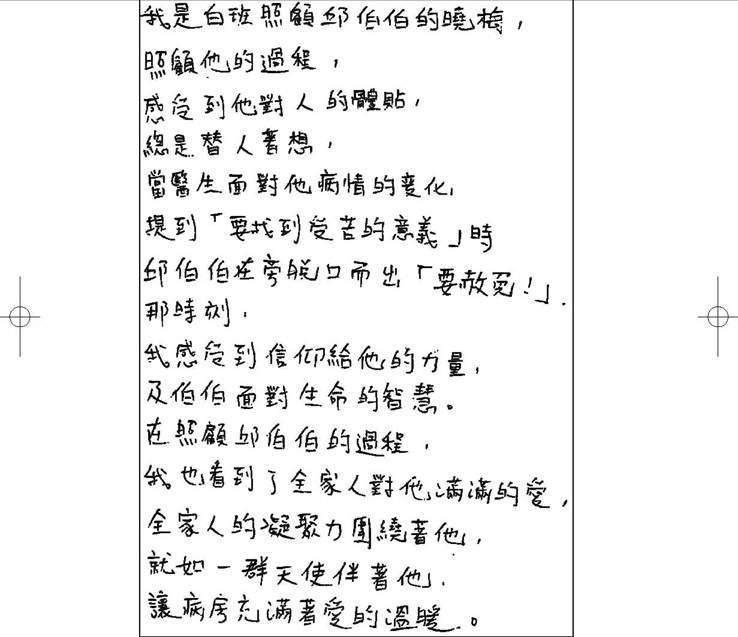 我是白班照顧邱伯伯的曉梅，
照顧他的過程，
感受到他對人的體貼，
總是替人著想，
當醫生面對他病情的变化，
提到「要找到受苦的意義」時
邱伯伯在旁脫口而出「要赦免！」.
那時刻，
我感受到信仰給他的力量，
及伯伯面對生命的智慧。
在照顧邱伯伯的過程，
我也看到了全家人對他滿滿的愛，
全家人的凝聚力圍繞著他，
就如一群天使伴著他，
讓病房充滿著愛的溫暖。